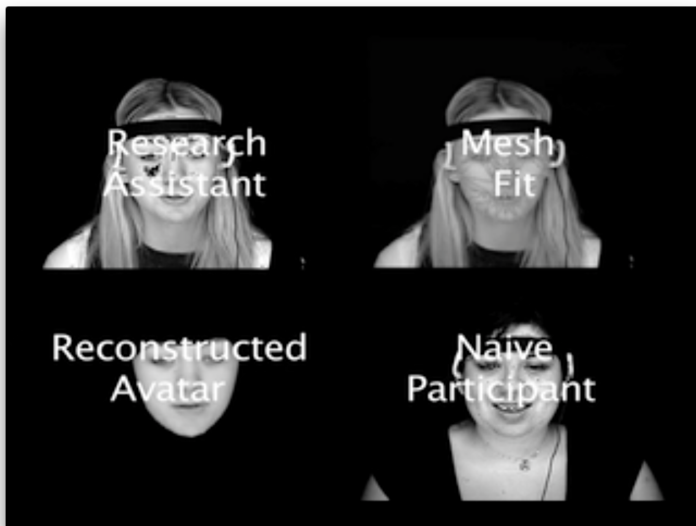 Research
Assistant
Mesh
Fit
Reconstructed
Avatar
Naive
Participant